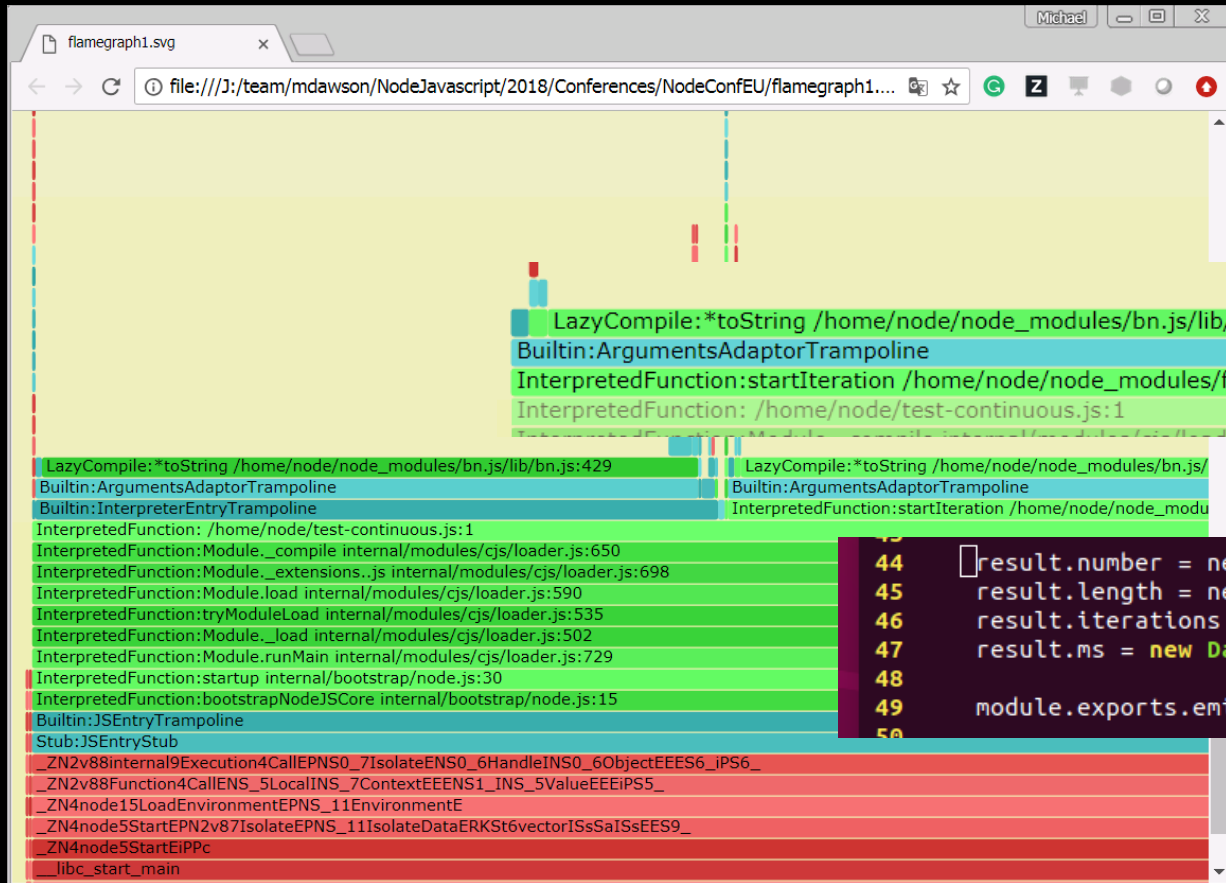 Michael
flamegraph1.svg
file:///J:/team/mdawson/NodeJavascript/2018/Conferences/NodeConfEU/flamegraph1....
LazyCompile:*toString /home/node/node_modules/bn.js/lib/
Builtin:ArgumentsAdaptorTrampoline
InterpretedFunction:startIteration /home/node/node_modules/f
InterpretedFunction: /home/node/test-continuous.js:1
LazyCompile:*toString /home/node/node_modules/bn.js/lib/bn.js:429
LazyCompile:*toString /home/node/node_modules/bn.js/
Builtin:ArgumentsAdaptorTrampoline
Builtin:ArgumentsAdaptorTrampoline
Builtin:InterpreterEntryTrampoline
InterpretedFunction:startIteration /home/node/node_modu
InterpretedFunction: /home/node/test-continuous.js:1
InterpretedFunction:Module._compile internal/modules/cjs/loader.js:650
InterpretedFunction:Module._extensions..js internal/modules/cjs/loader.js:698
InterpretedFunction:Module.load internal/modules/cjs/loader.js:590
InterpretedFunction:tryModuleLoad internal/modules/cjs/loader.js:535
InterpretedFunction:Module._load internal/modules/cjs/loader.js:502
InterpretedFunction:Module.runMain internal/modules/cjs/loader.js:729
InterpretedFunction:startup internal/bootstrap/node.js:30
InterpretedFunction:bootstrapNodeJSCore internal/bootstrap/node.js:15
Builtin:JSEntryTrampoline
Stub:JSEntryStub
_ZN2v88internal9Execution4CallEPNS0_7IsolateENS0_6HandleINS0_6ObjectEEES6_iPS6_
_ZN2v88Function4CallENS_5LocalINS_7ContextEEENS1_INS_5ValueEEEiPS5_
_ZN4node15LoadEnvironmentEPNS_11EnvironmentE
_ZN4node5StartEPN2v87IsolateEPNS_11IsolateDataERKSt6vectorISsSaISsEES9_
_ZN4node5StartEiPPc
__libc_start_main
44 result.number = ne
45 result.length = ne
46 result.iterations
47 result.ms = new Da
48
49 module.exports.emi
50